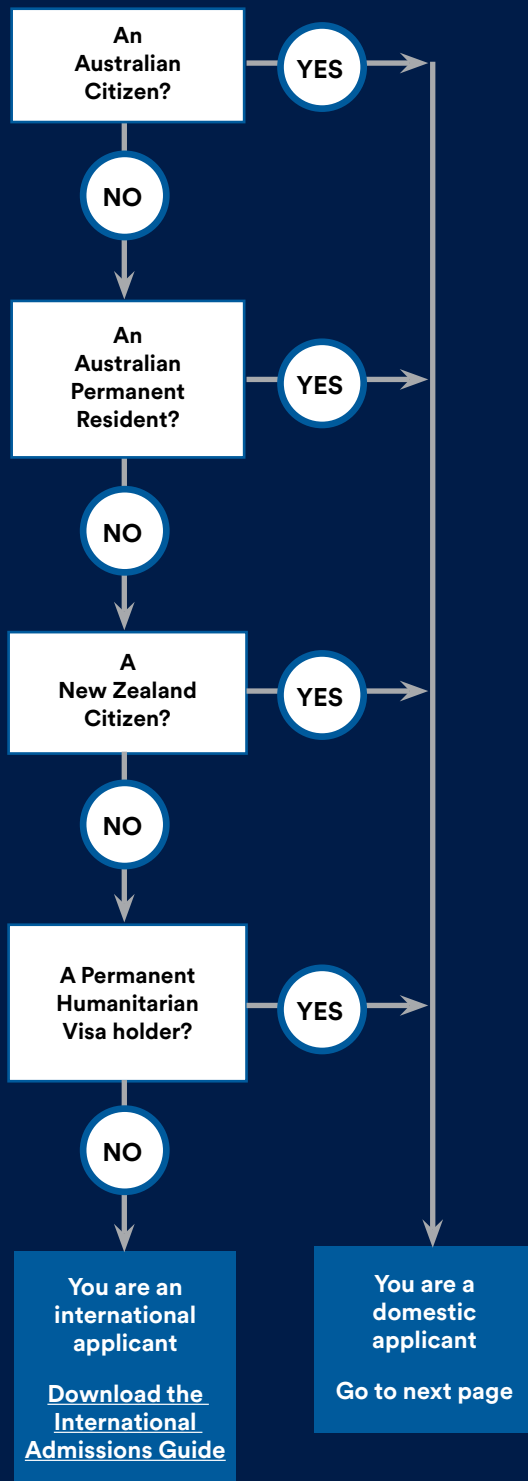 An
Australian
Citizen?
YES
NO
An
Australian
Permanent
Resident?
YES
NO
A
New Zealand
Citizen?
YES
NO
A Permanent
Humanitarian
Visa holder?
YES
NO
You are an
international
applicant
Download the
International
Admissions Guide
You are a
domestic
applicant
Go to next page